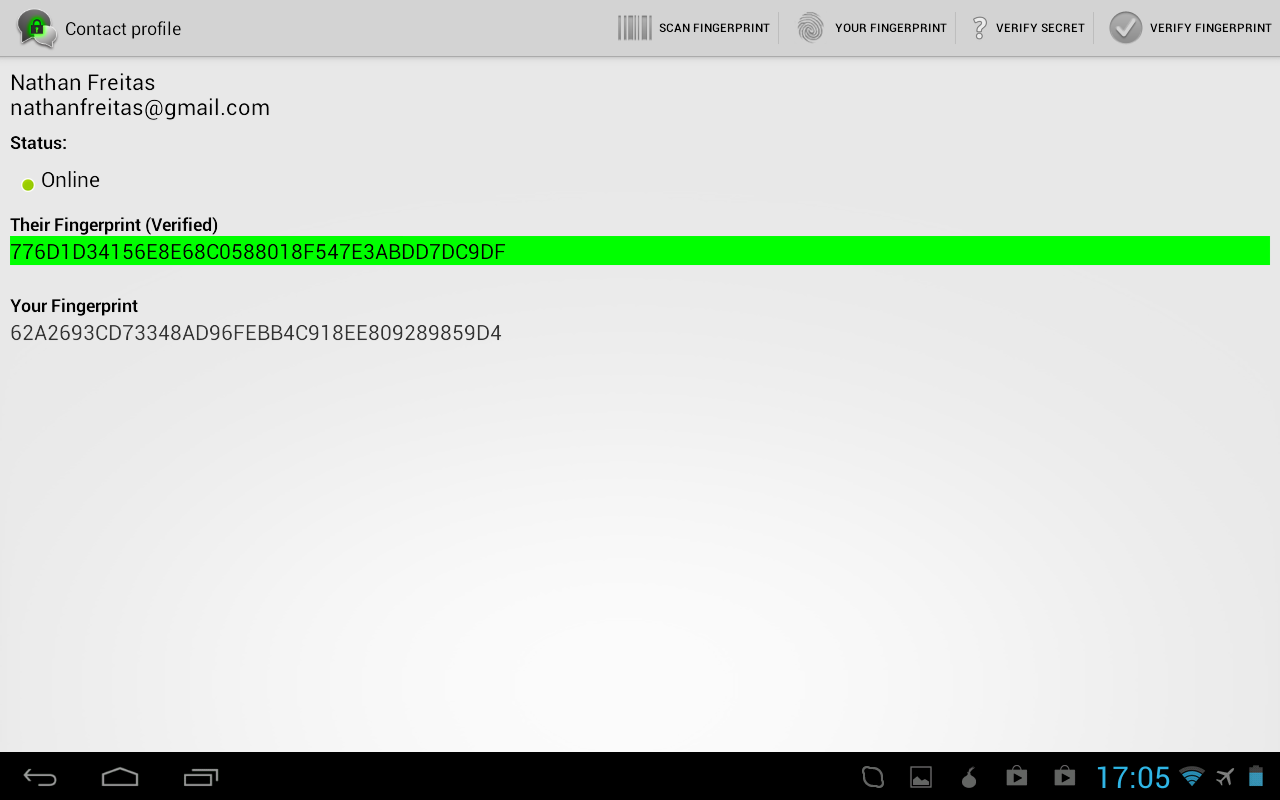 Contact profile
SCAN FINGERPRINT
YOUR FINGERPRINT
VERIFY SECRET
VERIFY FINGERPRINT
Nathan Freitas
nathanfreitas@gmail.com
Status:
Online
Their Fingerprint (Verified)
776D1D34156E8E68C0588018F547E3ABDD7DC9DF
Your Fingerprint
62A2693CD73348AD96FEBB4C918EE809289859D4
17:05